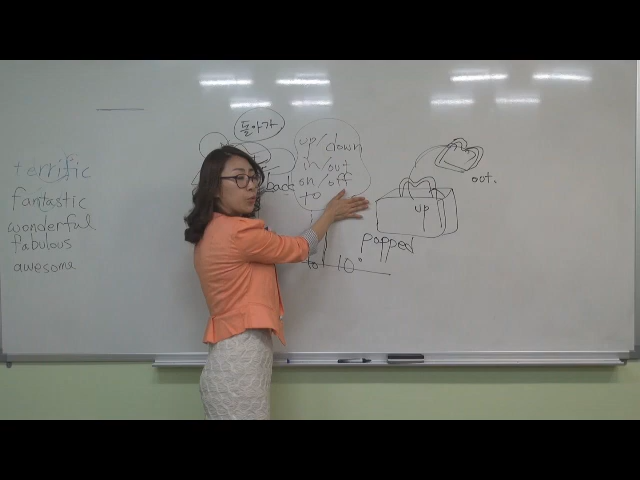 terrific
fantastic
wonderful
fabulous
awesome
돌아가
back
up/down
in/out
on/off
to
to 10°
up
popped
oot.